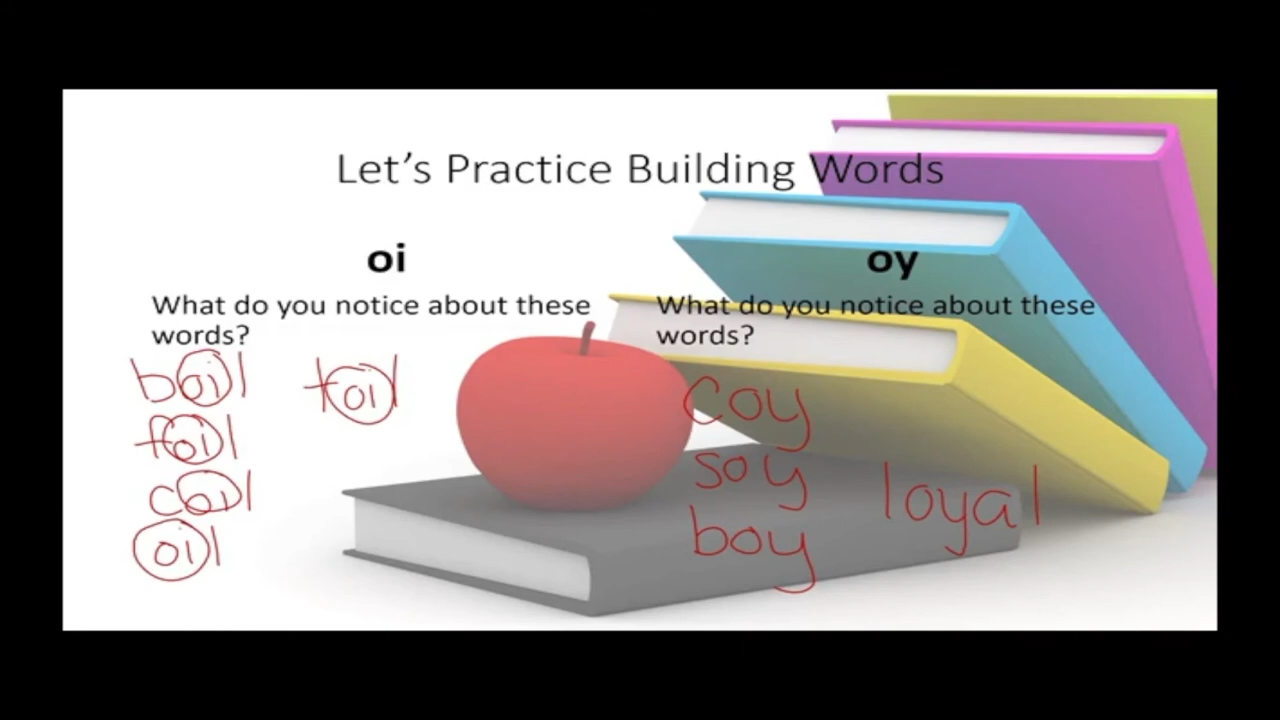 Let's Practice Building Words
oi
What do you notice about these
words?
boil toil
foil
coil
oil
oy
What do you notice about these
words?
coy
soy
boy
loyal